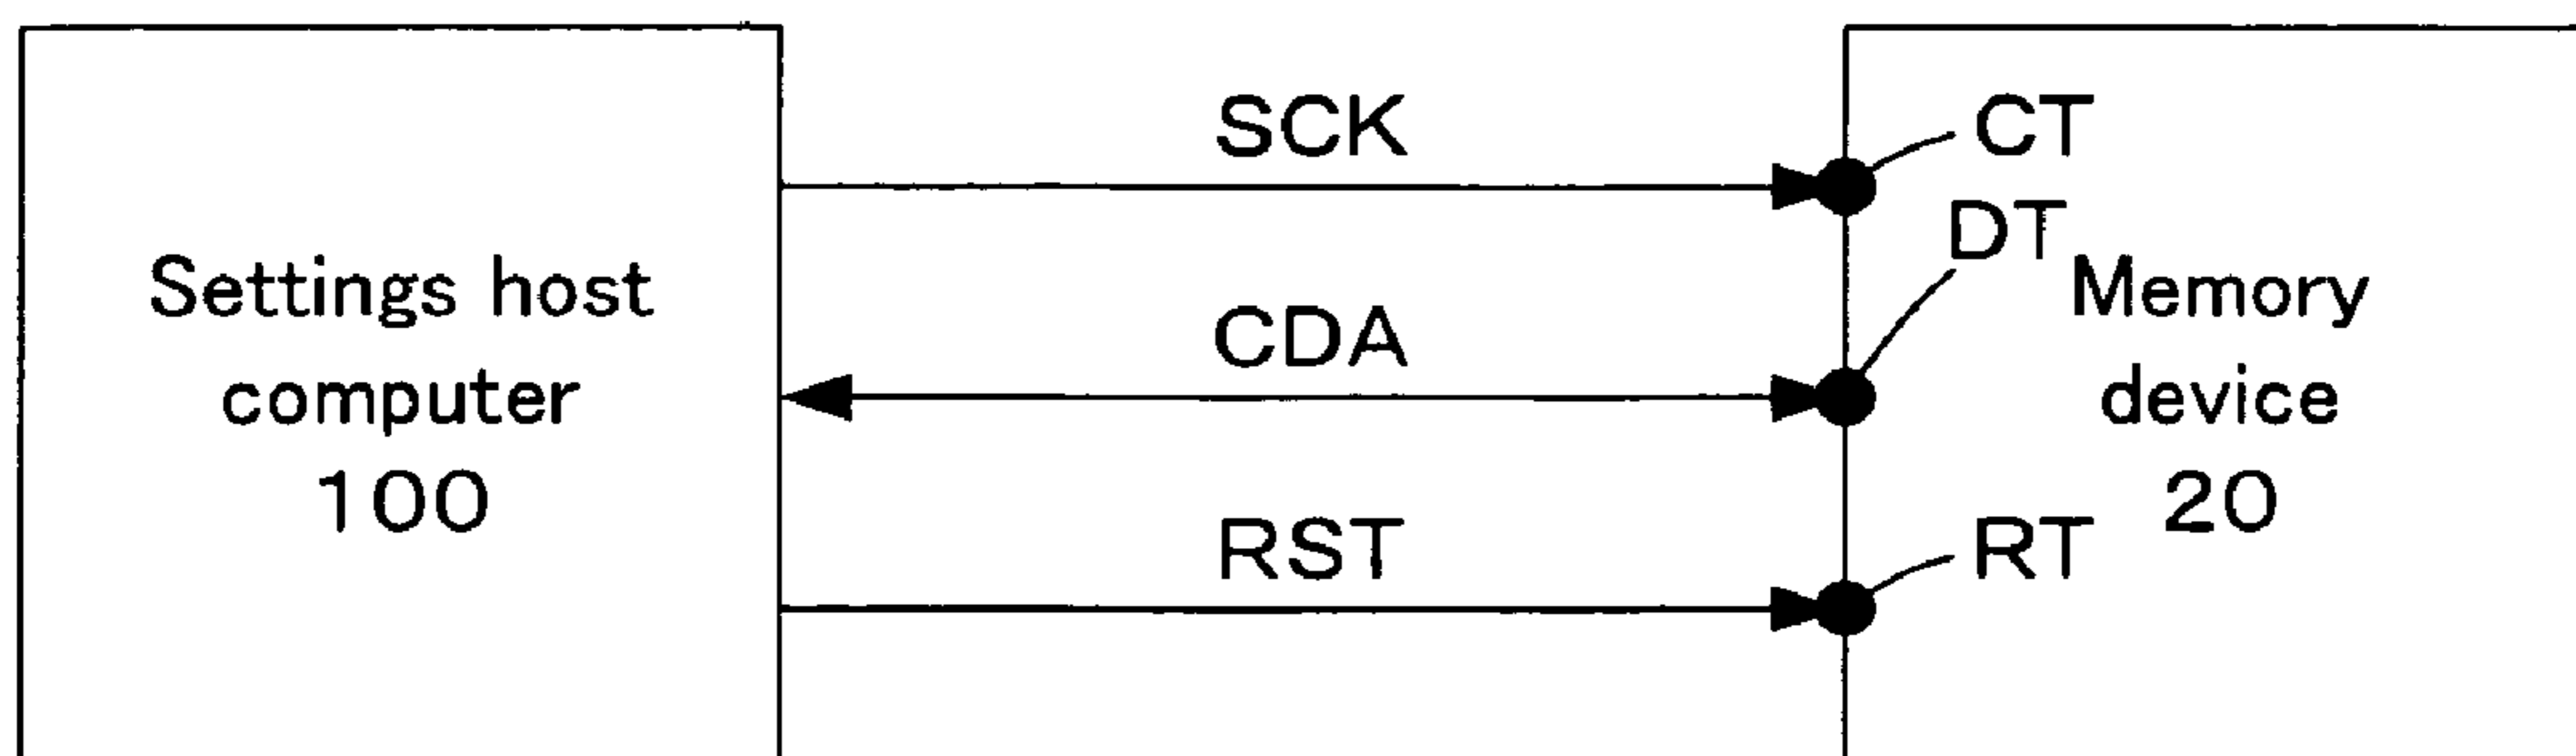 SCK
CT
DT
Settings host
computer
100
CDA
Memory
device
20
RST
RT